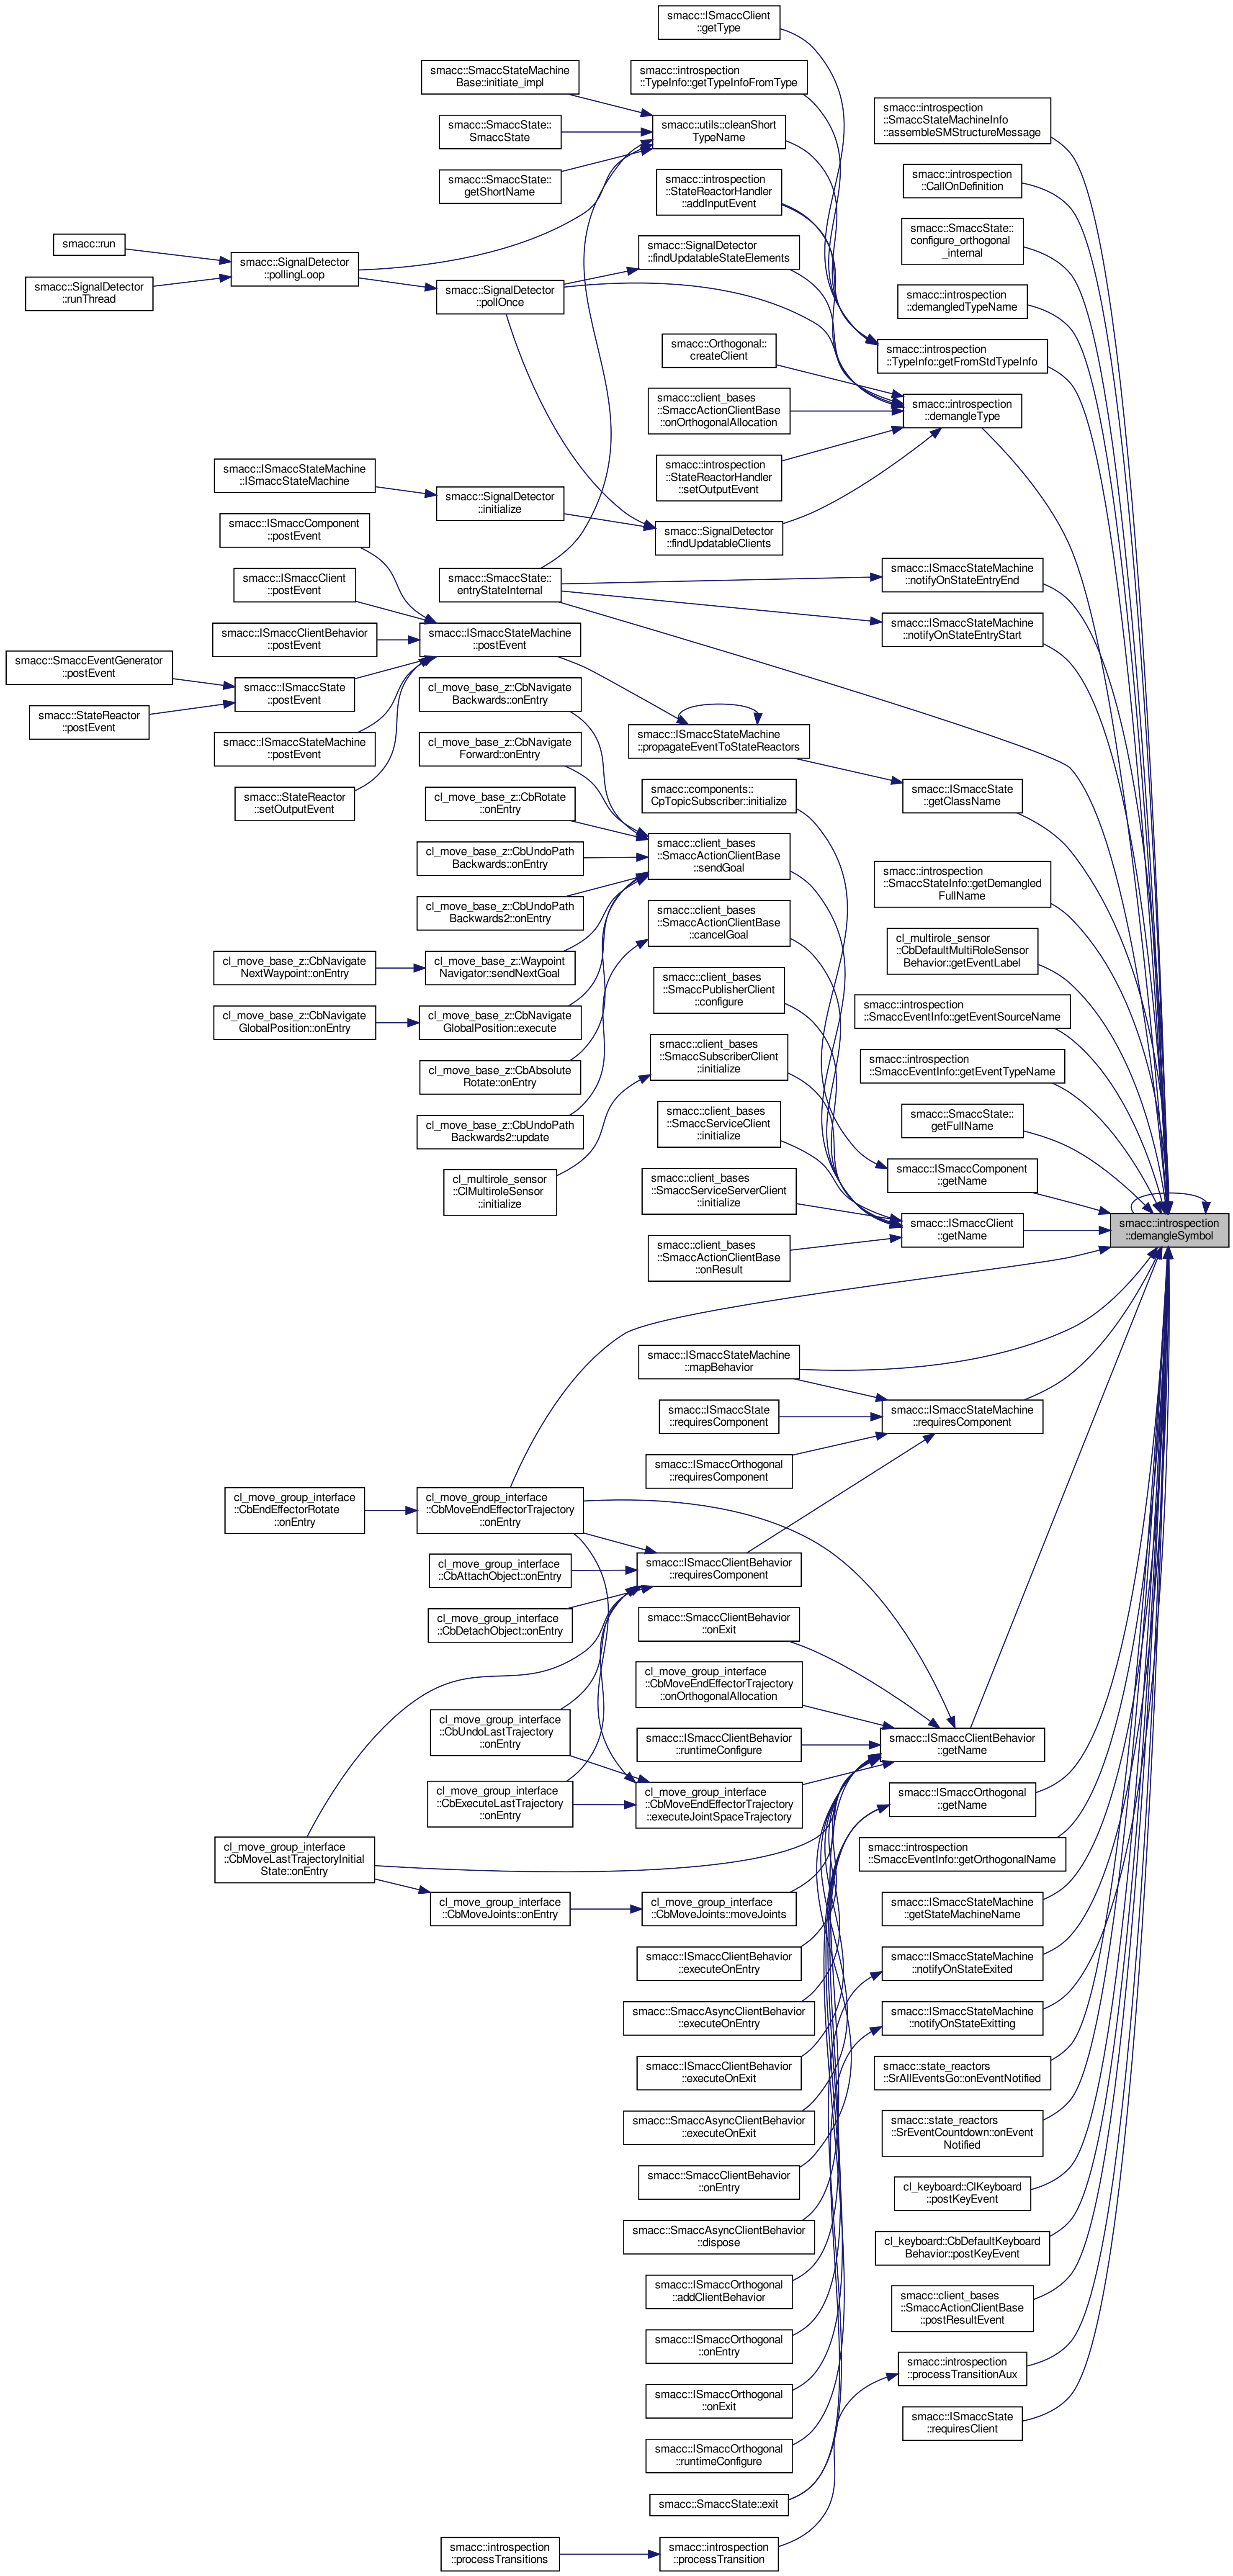 smacc::ISmaccClient
::getType
smacc::SmaccStateMachine
Base::initiate_impl
smacc::introspection
::TypeInfo::getTypeInfoFromType
smacc::introspection
::SmaccStateMachineInfo
::assembleSMStructureMessage
smacc::SmaccState::
SmaccState
smacc::utils::cleanShort
TypeName
smacc::SmaccState::
getShortName
smacc::introspection
::StateReactorHandler
::addInputEvent
smacc::introspection
::CallOnDefinition
smacc::run
smacc::SignalDetector
::pollingLoop
smacc::SignalDetector
::findUpdatableStateElements
smacc::SmaccState::
configure_orthogonal
_internal
smacc::SignalDetector
::runThread
smacc::SignalDetector
::pollOnce
smacc::introspection
::demangledTypeName
smacc::Orthogonal::
createClient
smacc::introspection
::TypeInfo::getFromStdTypeInfo
smacc::client_bases
::SmaccActionClientBase
::onOrthogonalAllocation
smacc::introspection
::demangleType
smacc::ISmaccStateMachine
::ISmaccStateMachine
smacc::SignalDetector
::initialize
smacc::introspection
::StateReactorHandler
::setOutputEvent
smacc::ISmaccComponent
::postEvent
smacc::SignalDetector
::findUpdatableClients
smacc::ISmaccClient
::postEvent
smacc::SmaccState::
entryStateInternal
smacc::ISmaccStateMachine
::notifyOnStateEntryEnd
smacc::ISmaccClientBehavior
::postEvent
smacc::ISmaccStateMachine
::postEvent
smacc::ISmaccStateMachine
::notifyOnStateEntryStart
smacc::SmaccEventGenerator
::postEvent
smacc::ISmaccState
::postEvent
cl_move_base_z::CbNavigate
Backwards::onEntry
smacc::StateReactor
::postEvent
smacc::ISmaccStateMachine
::postEvent
cl_move_base_z::CbNavigate
Forward::onEntry
smacc::ISmaccStateMachine
::propagateEventToStateReactors
smacc::StateReactor
::setOutputEvent
cl_move_base_z::CbRotate
::onEntry
smacc::components::
CpTopicSubscriber::initialize
smacc::ISmaccState
::getClassName
cl_move_base_z::CbUndoPath
Backwards::onEntry
smacc::client_bases
::SmaccActionClientBase
::sendGoal
smacc::introspection
::SmaccStateInfo::getDemangled
FullName
cl_move_base_z::CbUndoPath
Backwards2::onEntry
smacc::client_bases
::SmaccActionClientBase
::cancelGoal
cl_multirole_sensor
::CbDefaultMultiRoleSensor
Behavior::getEventLabel
cl_move_base_z::CbNavigate
NextWaypoint::onEntry
cl_move_base_z::Waypoint
Navigator::sendNextGoal
smacc::client_bases
::SmaccPublisherClient
::configure
smacc::introspection
::SmaccEventInfo::getEventSourceName
cl_move_base_z::CbNavigate
GlobalPosition::onEntry
cl_move_base_z::CbNavigate
GlobalPosition::execute
smacc::client_bases
::SmaccSubscriberClient
::initialize
smacc::introspection
::SmaccEventInfo::getEventTypeName
cl_move_base_z::CbAbsolute
Rotate::onEntry
smacc::client_bases
::SmaccServiceClient
::initialize
smacc::SmaccState::
getFullName
cl_move_base_z::CbUndoPath
Backwards2::update
cl_multirole_sensor
::ClMultiroleSensor
::initialize
smacc::client_bases
::SmaccServiceServerClient
::initialize
smacc::ISmaccComponent
::getName
smacc::client_bases
::SmaccActionClientBase
::onResult
smacc::ISmaccClient
::getName
smacc::introspection
::demangleSymbol
smacc::ISmaccStateMachine
::mapBehavior
smacc::ISmaccState
::requiresComponent
smacc::ISmaccStateMachine
::requiresComponent
smacc::ISmaccOrthogonal
::requiresComponent
cl_move_group_interface
::CbEndEffectorRotate
::onEntry
cl_move_group_interface
::CbMoveEndEffectorTrajectory
::onEntry
cl_move_group_interface
::CbAttachObject::onEntry
smacc::ISmaccClientBehavior
::requiresComponent
cl_move_group_interface
::CbDetachObject::onEntry
smacc::SmaccClientBehavior
::onExit
cl_move_group_interface
::CbMoveEndEffectorTrajectory
::onOrthogonalAllocation
cl_move_group_interface
::CbUndoLastTrajectory
::onEntry
smacc::ISmaccClientBehavior
::runtimeConfigure
smacc::ISmaccClientBehavior
::getName
cl_move_group_interface
::CbExecuteLastTrajectory
::onEntry
cl_move_group_interface
::CbMoveEndEffectorTrajectory
::executeJointSpaceTrajectory
smacc::ISmaccOrthogonal
::getName
cl_move_group_interface
::CbMoveLastTrajectoryInitial
State::onEntry
smacc::introspection
::SmaccEventInfo::getOrthogonalName
cl_move_group_interface
::CbMoveJoints::onEntry
cl_move_group_interface
::CbMoveJoints::moveJoints
smacc::ISmaccStateMachine
::getStateMachineName
smacc::ISmaccClientBehavior
::executeOnEntry
smacc::ISmaccStateMachine
::notifyOnStateExited
smacc::SmaccAsyncClientBehavior
::executeOnEntry
smacc::ISmaccStateMachine
::notifyOnStateExitting
smacc::ISmaccClientBehavior
::executeOnExit
smacc::state_reactors
::SrAllEventsGo::onEventNotified
smacc::SmaccAsyncClientBehavior
::executeOnExit
smacc::state_reactors
::SrEventCountdown::onEvent
Notified
smacc::SmaccClientBehavior
::onEntry
cl_keyboard::ClKeyboard
::postKeyEvent
smacc::SmaccAsyncClientBehavior
::dispose
cl_keyboard::CbDefaultKeyboard
Behavior::postKeyEvent
smacc::ISmaccOrthogonal
::addClientBehavior
smacc::client_bases
::SmaccActionClientBase
::postResultEvent
smacc::ISmaccOrthogonal
::onEntry
smacc::introspection
::processTransitionAux
smacc::ISmaccOrthogonal
::onExit
smacc::ISmaccState
::requiresClient
smacc::ISmaccOrthogonal
::runtimeConfigure
smacc::SmaccState::exit
smacc::introspection
::processTransitions
smacc::introspection
::processTransition